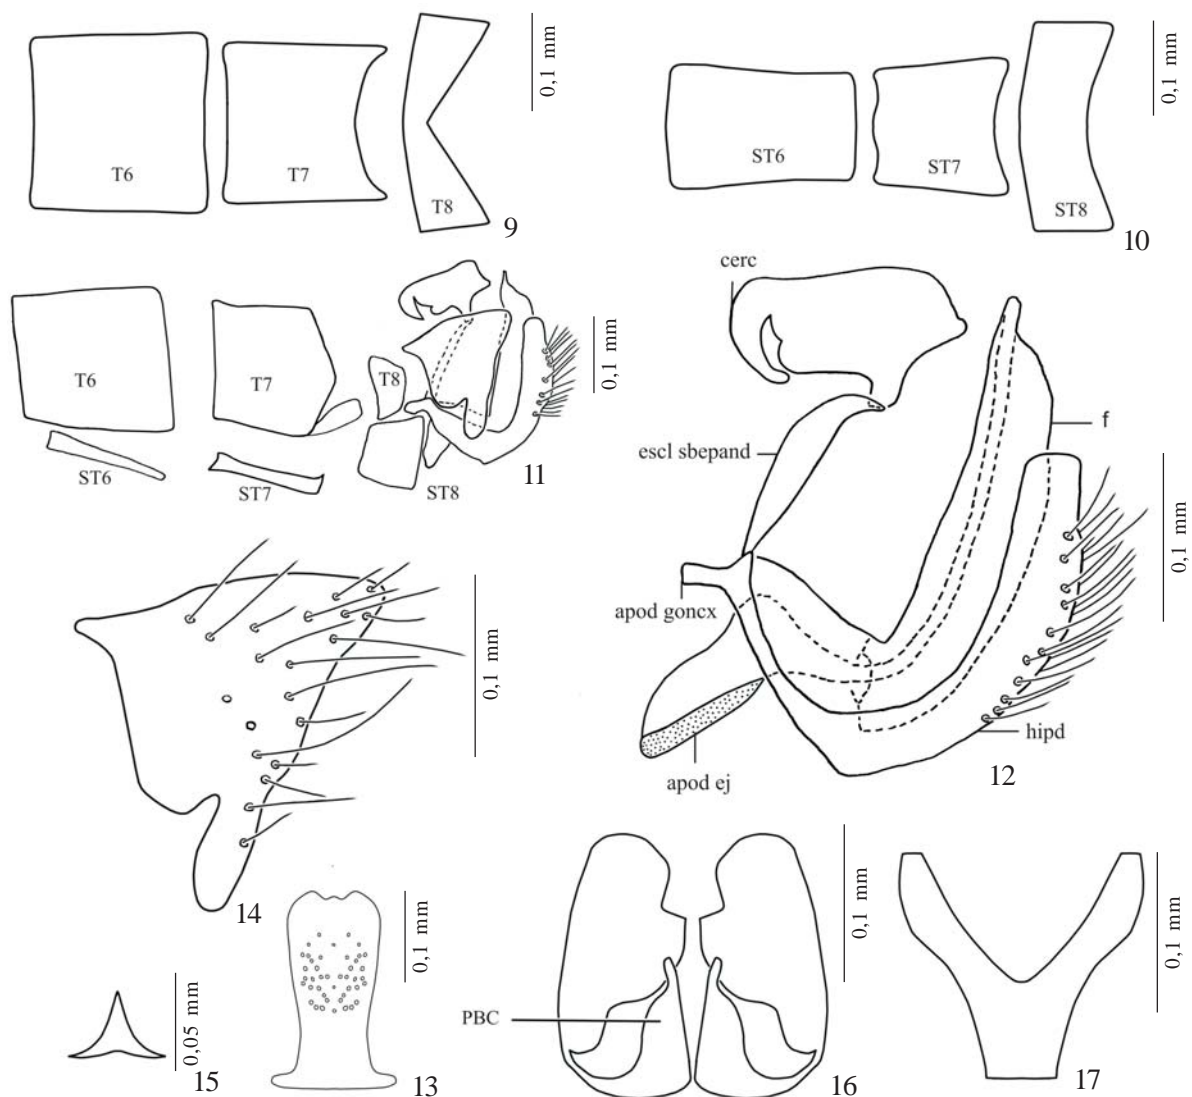 T6
T7
T8
0,1 mm
9
ST6
ST7
ST8
0,1 mm
10
T6
T7
T8
ST6
ST7
ST8
0,1 mm
11
cerc
f
escl sbepand
apod goncx
hipd
apod ej
0,1 mm
12
0,1 mm
14
0,05 mm
15
0,1 mm
13
PBC
0,1 mm
16
0,1 mm
17